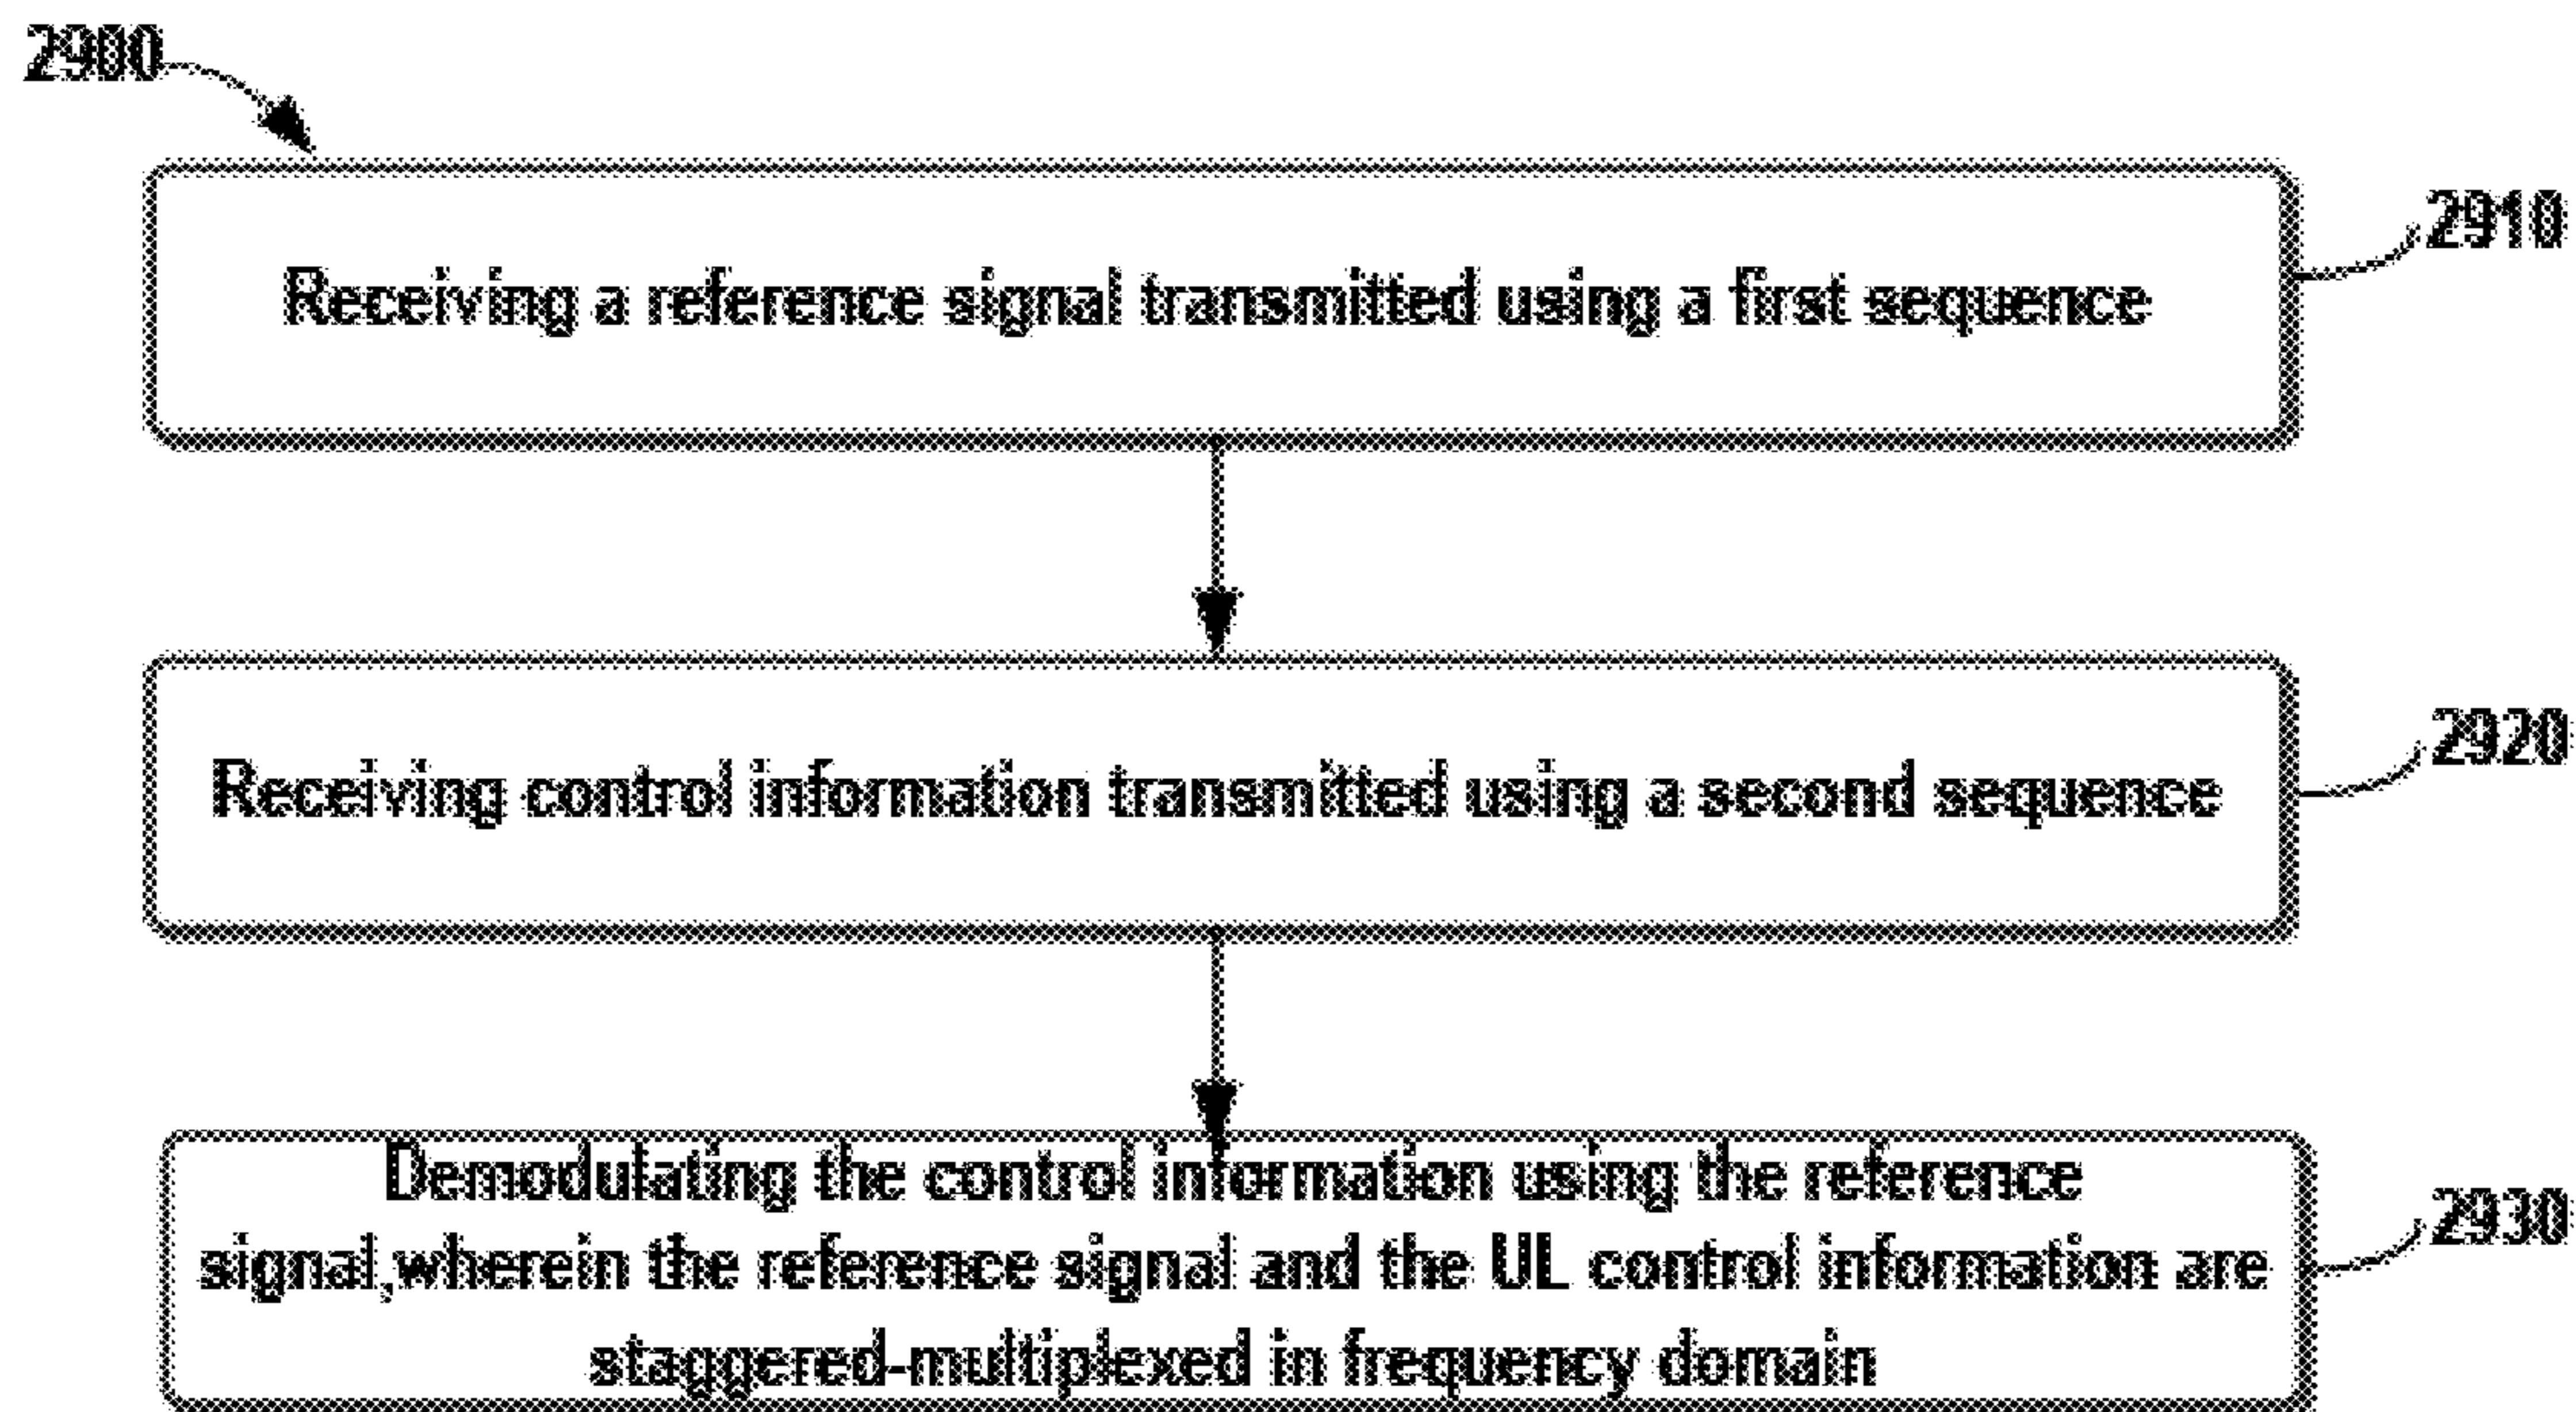 2900
2910
Receiving a reference signal transmitted using a first sequence
2920
Receiving control information transmitted using a second sequence
Demodulating the control information using the reference
2930
signal,wherein the reference signal and the UL control information are
staggered-multiplexed in frequency domain